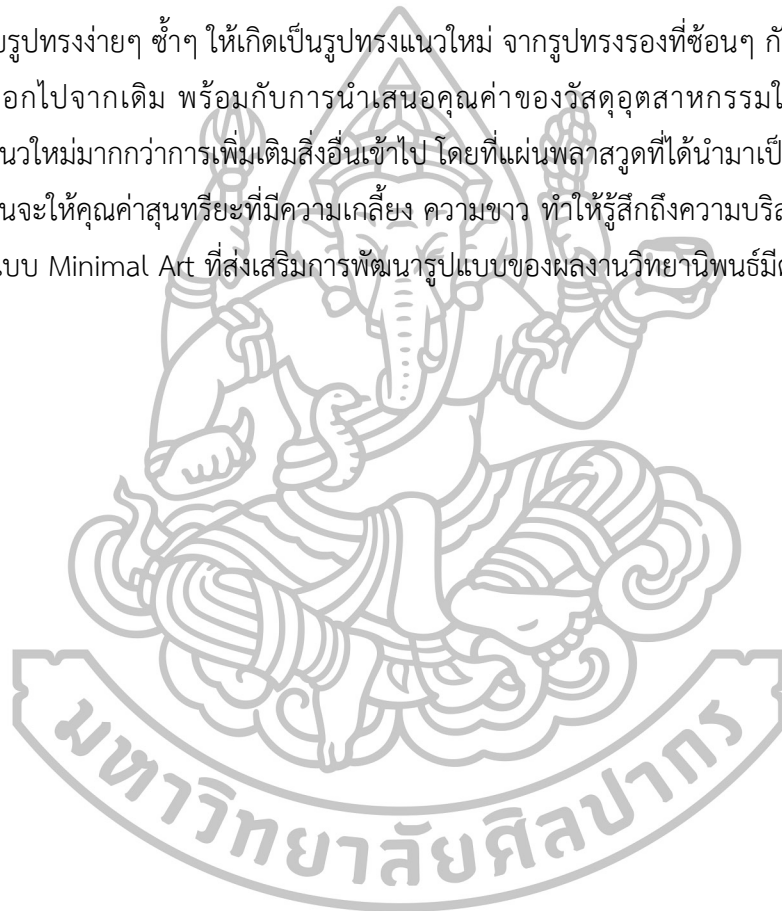 บรูปทรงง่ายๆ ซ้ำๆ ให้เกิดเป็นรูปทรงแนวใหม่ จากรูปทรงรองที่ซ้อนๆ กั
อกไปจากเดิม พร้อมกับการนำเสนอคุณค่าของวัสดุอุตสาหกรรมใ
นวใหม่มากกว่าการเพิ่มเติมสิ่งอื่นเข้าไป โดยที่แผ่นพลาสวูดที่ได้นำมาเป็
นจะให้คุณค่าสุนทรียะที่มีความเกลี้ยง ความขาว ทำให้รู้สึกถึงความบริส
แบบ Minimal Art ที่ส่งเสริมการพัฒนารูปแบบของผลงานวิทยานิพนธ์มี
มหาวิทยาลัยศิลปากร